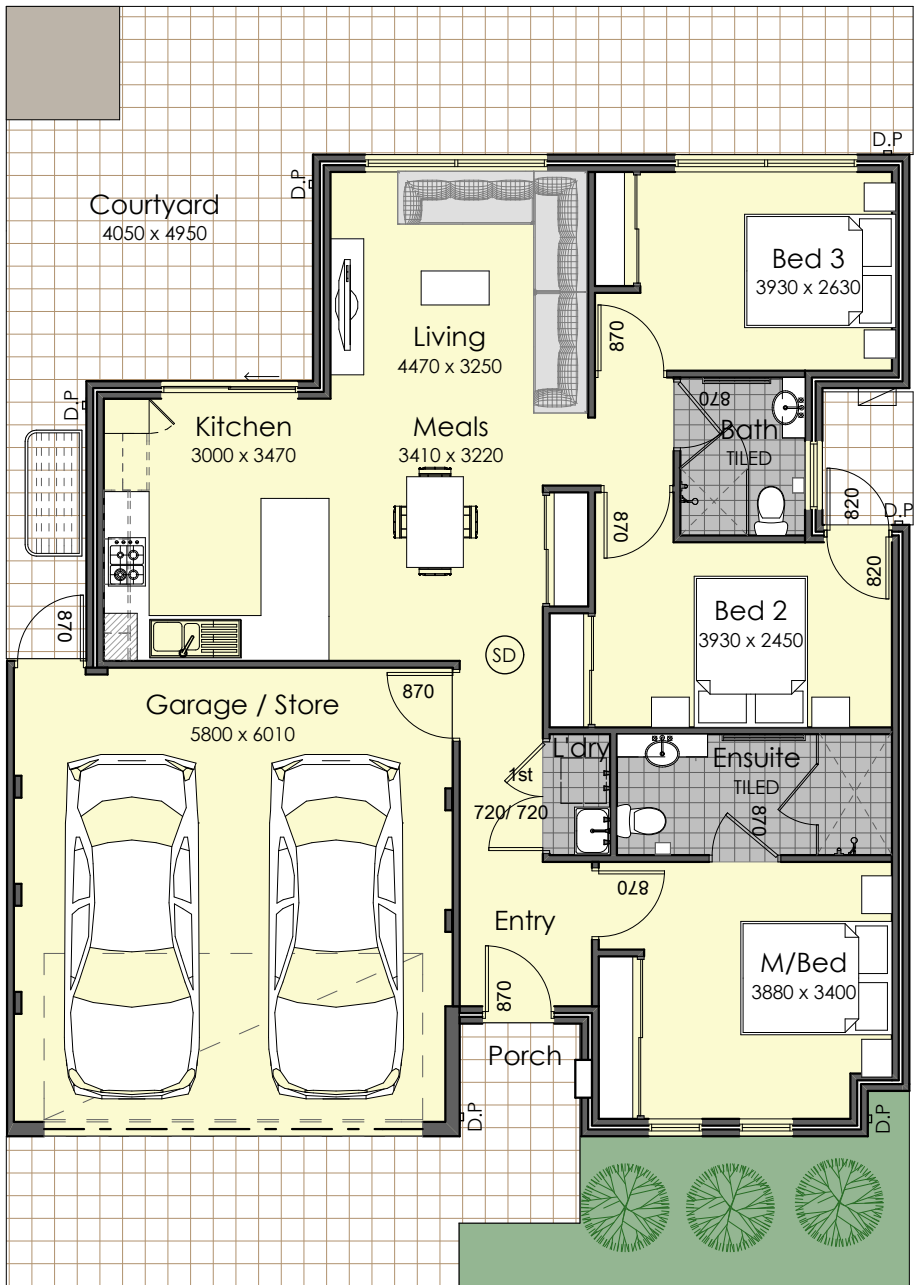 D.P
D.P
Courtyard
4050 x 4950
Bed 3
3930 x 2630
870
Living
4470 x 3250
D.P
870
Kitchen
3000 x 3470
Meals
3410 x 3220
Bath
TILED
820
D.P
870
820
870
Bed 2
3930 x 2450
SD
870
Garage / Store
5800 x 6010
L'dry
1st
720/ 720
Ensuite
TILED
870
870
Entry
M/Bed
3880 x 3400
870
Porch
D.P
D.P